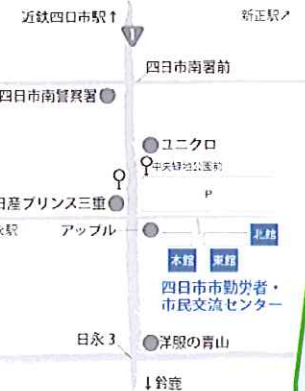 近鉄四日市駅↑
新正駅↗
1
四日市南署前
四日市南警察署
ユニクロ
中央緑地公園前
P
日産プリンス三重
永駅
アップル
北館
本館
東館
四日市市勤労者・
市民交流センター
日永3
洋服の青山
↓鈴鹿